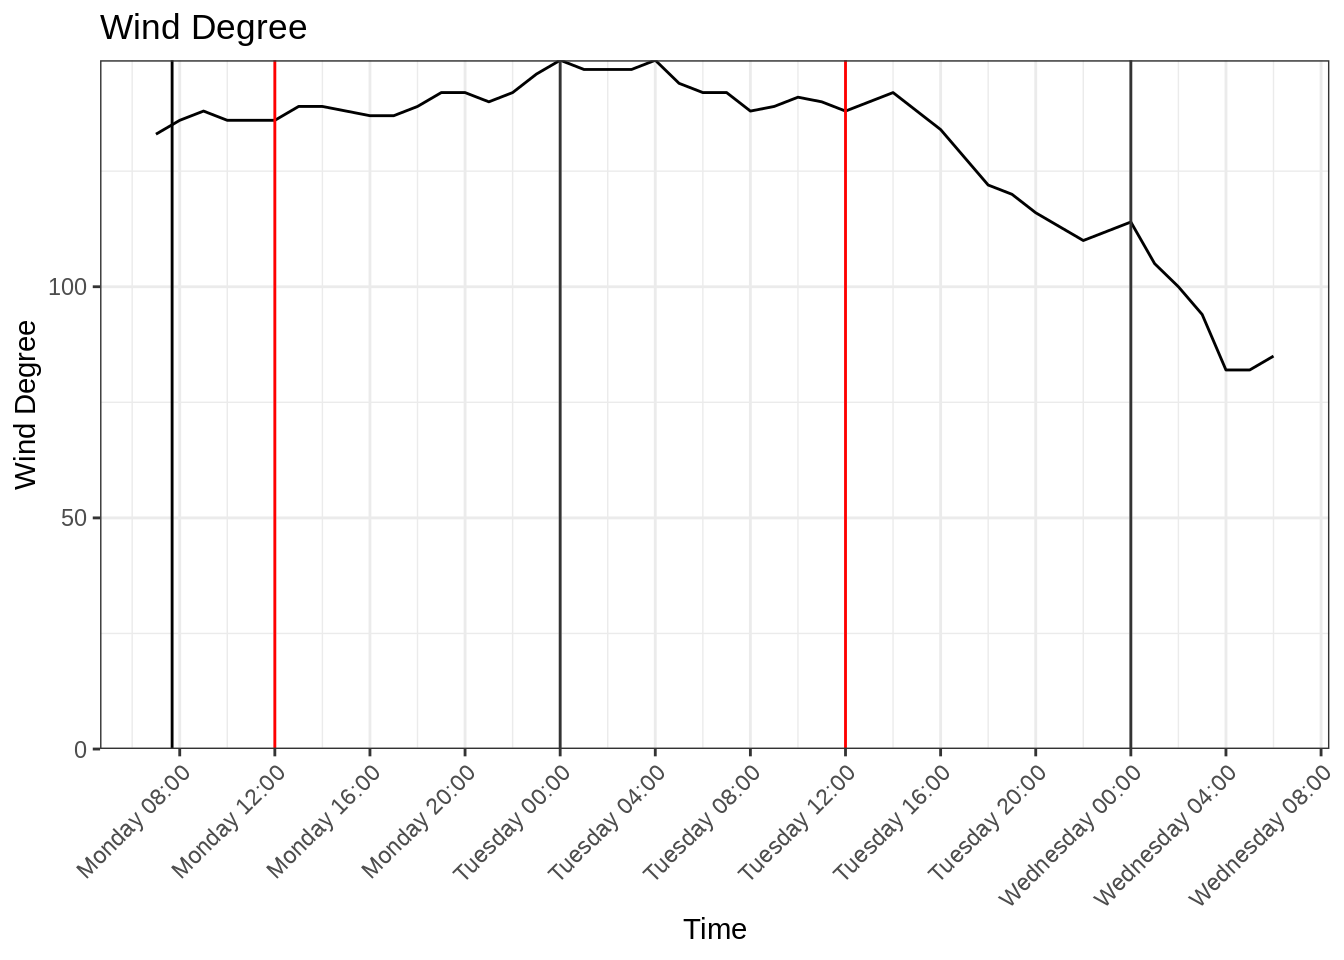 Wind Degree
Wind Degree
100
50
0
Monday 08:00
Monday 12:00
Monday 16:00
Monday 20:00
Tuesday 00:00
Tuesday 04:00
Tuesday 08:00
Tuesday 12:00
Tuesday 16:00
Tuesday 20:00
Wednesday 00:00
Wednesday 04:00
Wednesday 08:00
Time